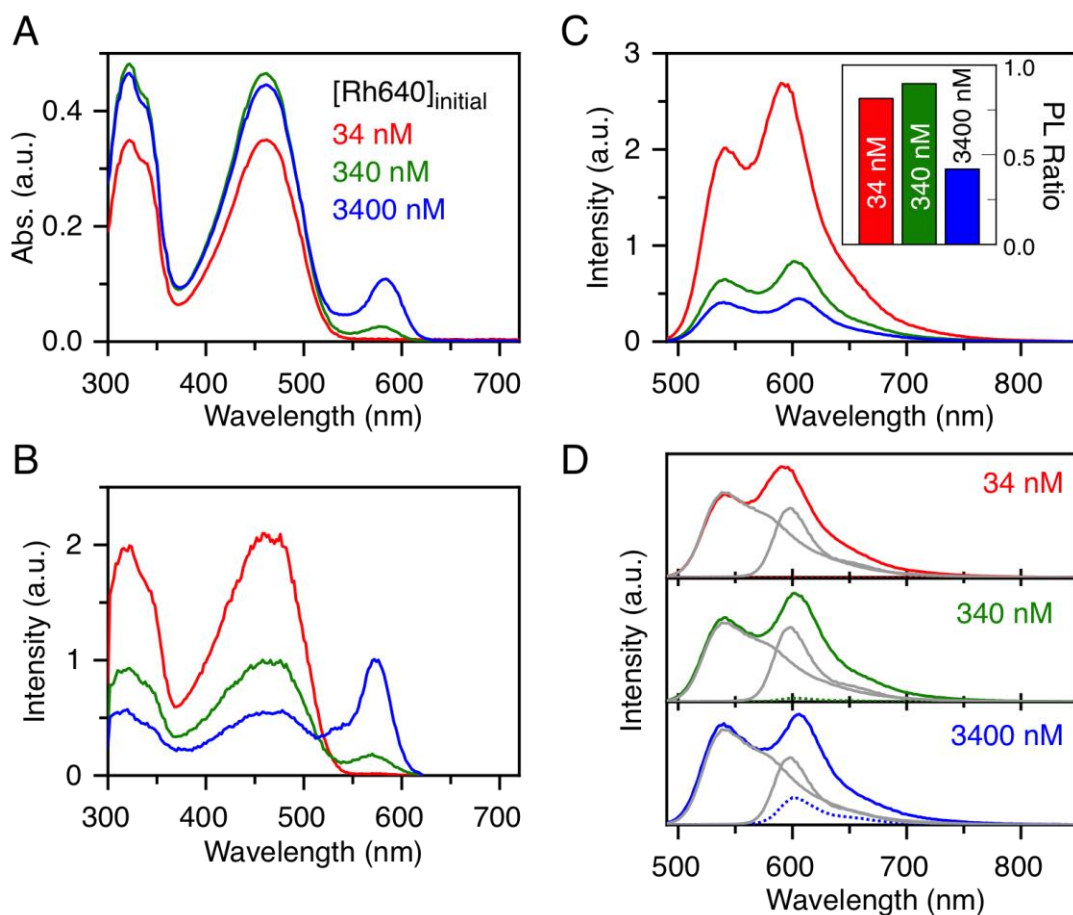 A
Abs. (a.u.)
0.4
0.2
0.0
[Rh640]initial
34 nM
340 nM
3400 nM
300 400 500 600 700
Wavelength (nm)
B
Intensity (a.u.)
2
1
0
300 400 500 600 700
Wavelength (nm)
C
Intensity (a.u.)
3
2
1
0
34 nM
340 nM
3400 nM
1.0
0.5
0.0
PL Ratio
500 600 700 800
Wavelength (nm)
D
Intensity (a.u.)
34 nM
340 nM
3400 nM
500 600 700 800
Wavelength (nm)